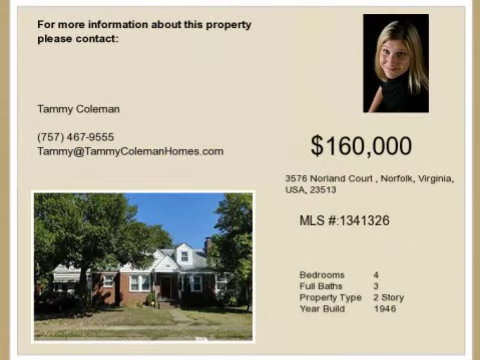 For more information about this property
please contact:
Tammy Coleman
(757) 467-9555
Tammy@TammyColemanHomes.com
$160,000
3576 Norland Court , Norfolk, Virginia,
USA, 23513
MLS #:1341326
Bedrooms 4
Full Baths 3
Property Type 2 Story
Year Build 1946